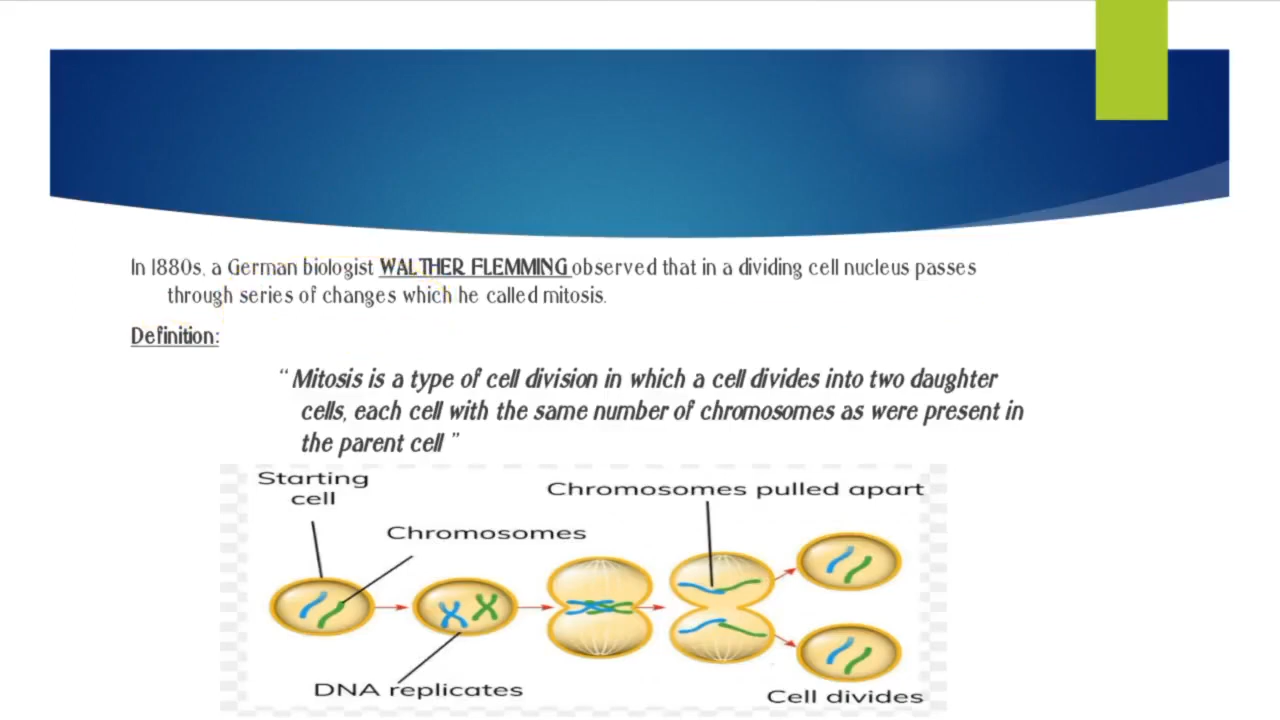 In 1880s, a German biologist WALTHER FLEMMING observed that in a dividing cell nucleus passes
through series of changes which he called mitosis.
Definition:
“ Mitosis is a type of cell division in which a cell divides into two daughter
cells, each cell with the same number of chromosomes as were present in
the parent cell ”
Starting
cell
Chromosomes pulled apart
Chromosomes
DNA replicates
Cell divides